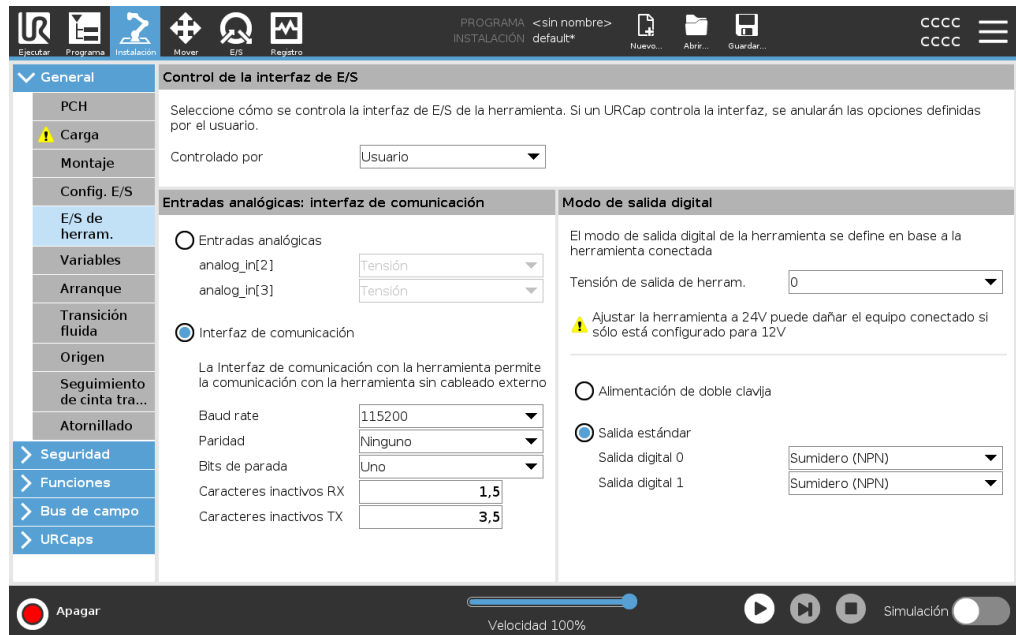 UR
Ejecutar
Programa
Instalación
Mover
E/S
Registro
PROGRAMA <sin nombre>
INSTALACIÓN default*
Nuevo...
Abrir...
Guardar...
CCCC
CCCC
General
PCH
Carga
Montaje
Config. E/S
E/S de
herram.
Variables
Arranque
Transición
fluida
Origen
Seguimiento
de cinta tra...
Atornillado
Seguridad
Funciones
Bus de campo
URCaps
Control de la interfaz de E/S
Seleccione cómo se controla la interfaz de E/S de la herramienta. Si un URCap controla la interfaz, se anularán las opciones definidas
por el usuario.
Controlado por Usuario
Entradas analógicas: interfaz de comunicación
Entradas analógicas
analog_in[2] Tensión
analog_in[3] Tensión
Interfaz de comunicación
La Interfaz de comunicación con la herramienta permite
la comunicación con la herramienta sin cableado externo
Baud rate 115200
Paridad Ninguno
Bits de parada Uno
Caracteres inactivos RX 1,5
Caracteres inactivos TX 3,5
Modo de salida digital
El modo de salida digital de la herramienta se define en base a la
herramienta conectada
Tensión de salida de herram. 0
Ajustar la herramienta a 24V puede dañar el equipo conectado si
sólo está configurado para 12V
Alimentación de doble clavija
Salida estándar
Salida digital 0 Sumidero (NPN)
Salida digital 1 Sumidero (NPN)
Apagar
Velocidad 100%
Simulación